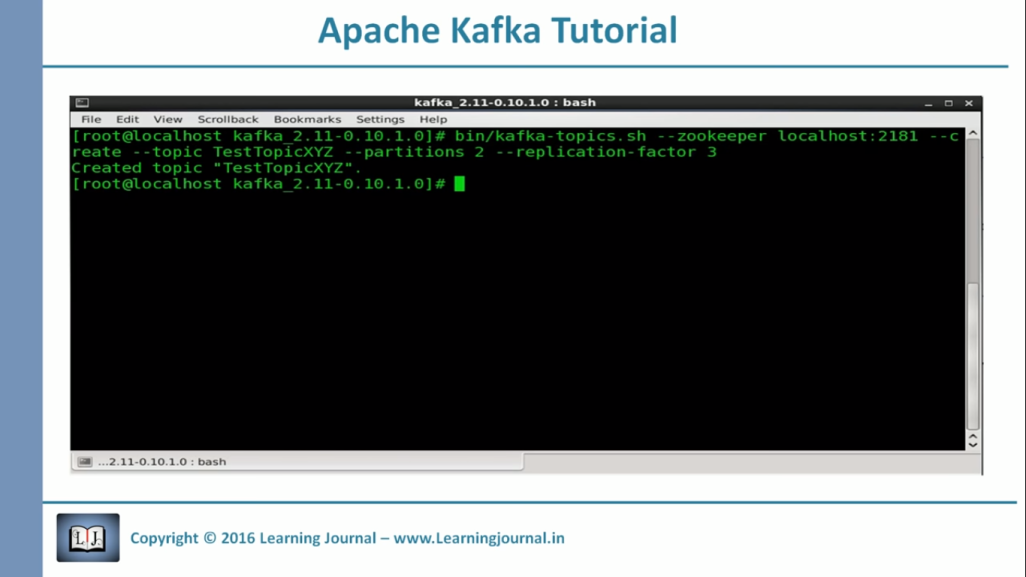 Apache Kafka Tutorial
kafka_2.11-0.10.1.0 : bash
File Edit View Scrollback Bookmarks Settings Help
[root@localhost kafka_2.11-0.10.1.0]# bin/kafka-topics.sh --zookeeper localhost:2181 --c
reate --topic TestTopicXYZ --partitions 2 --replication-factor 3
Created topic "TestTopicXYZ".
[root@localhost kafka_2.11-0.10.1.0]#
...2.11-0.10.1.0 : bash
LJ
Copyright © 2016 Learning Journal – www.Learningjournal.in